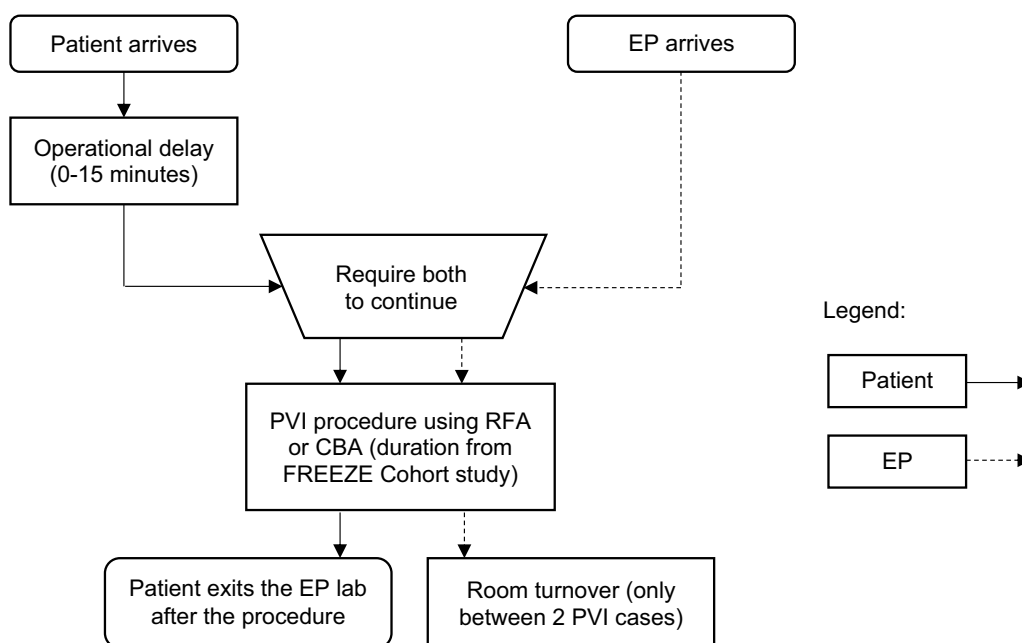 Patient arrives
EP arrives
Operational delay
(0-15 minutes)
Require both
to continue
Legend:
Patient
PVI procedure using RFA
or CBA (duration from
FREEZE Cohort study)
EP
Patient exits the EP lab
after the procedure
Room turnover (only
between 2 PVI cases)